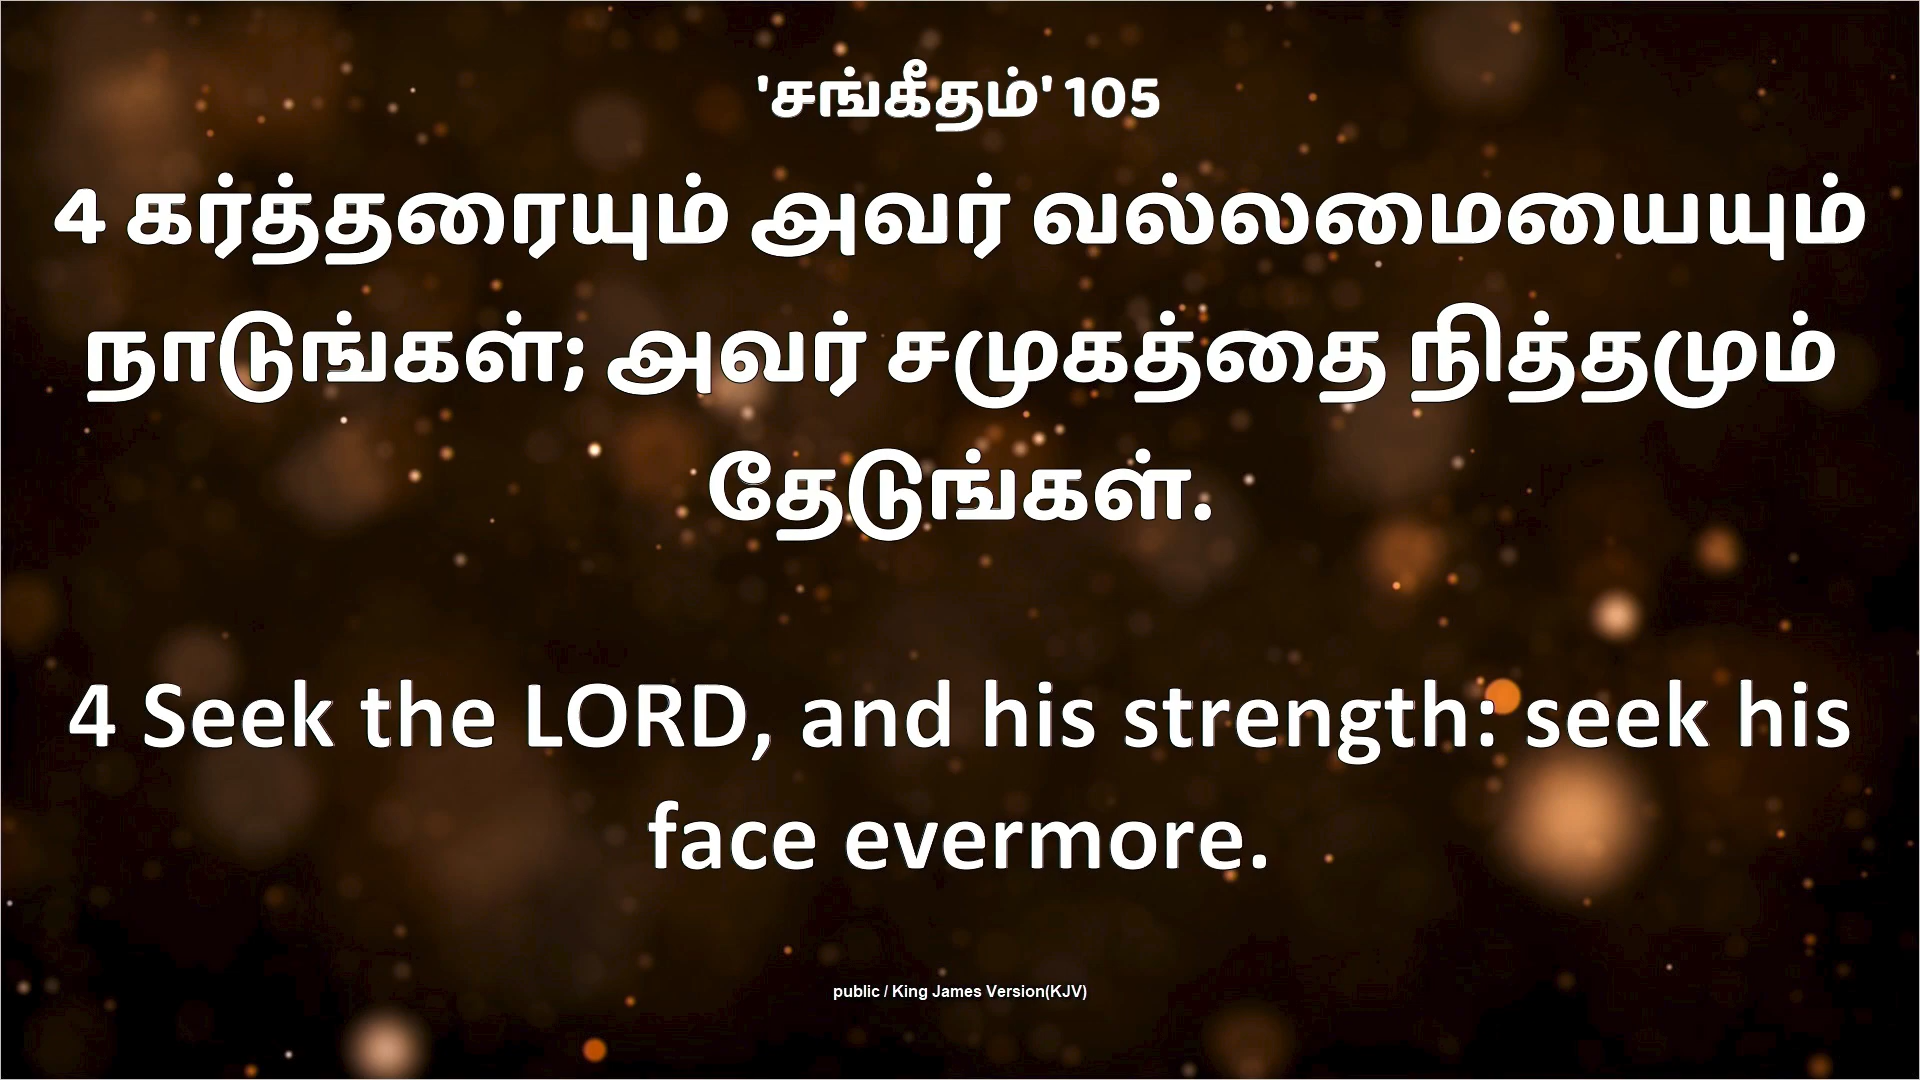 'சங்கீதம்' 105
4 கர்த்தரையும் அவர் வல்லமையையும்
நாடுங்கள்; அவர் சமுகத்தை நித்தமும்
தேடுங்கள்.
4 Seek the LORD, and his strength: seek his
face evermore.
public / King James Version(KJV)